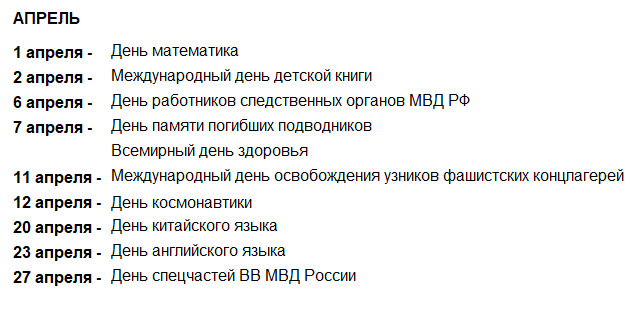 АПРЕЛЬ
1 апреля - День математика
2 апреля - Международный день детской книги
6 апреля - День работников следственных органов МВД РФ
7 апреля - День памяти погибших подводников
Всемирный день здоровья
11 апреля - Международный день освобождения узников фашистских концлагерей
12 апреля - День космонавтики
20 апреля - День китайского языка
23 апреля - День английского языка
27 апреля - День спецчастей ВВ МВД России